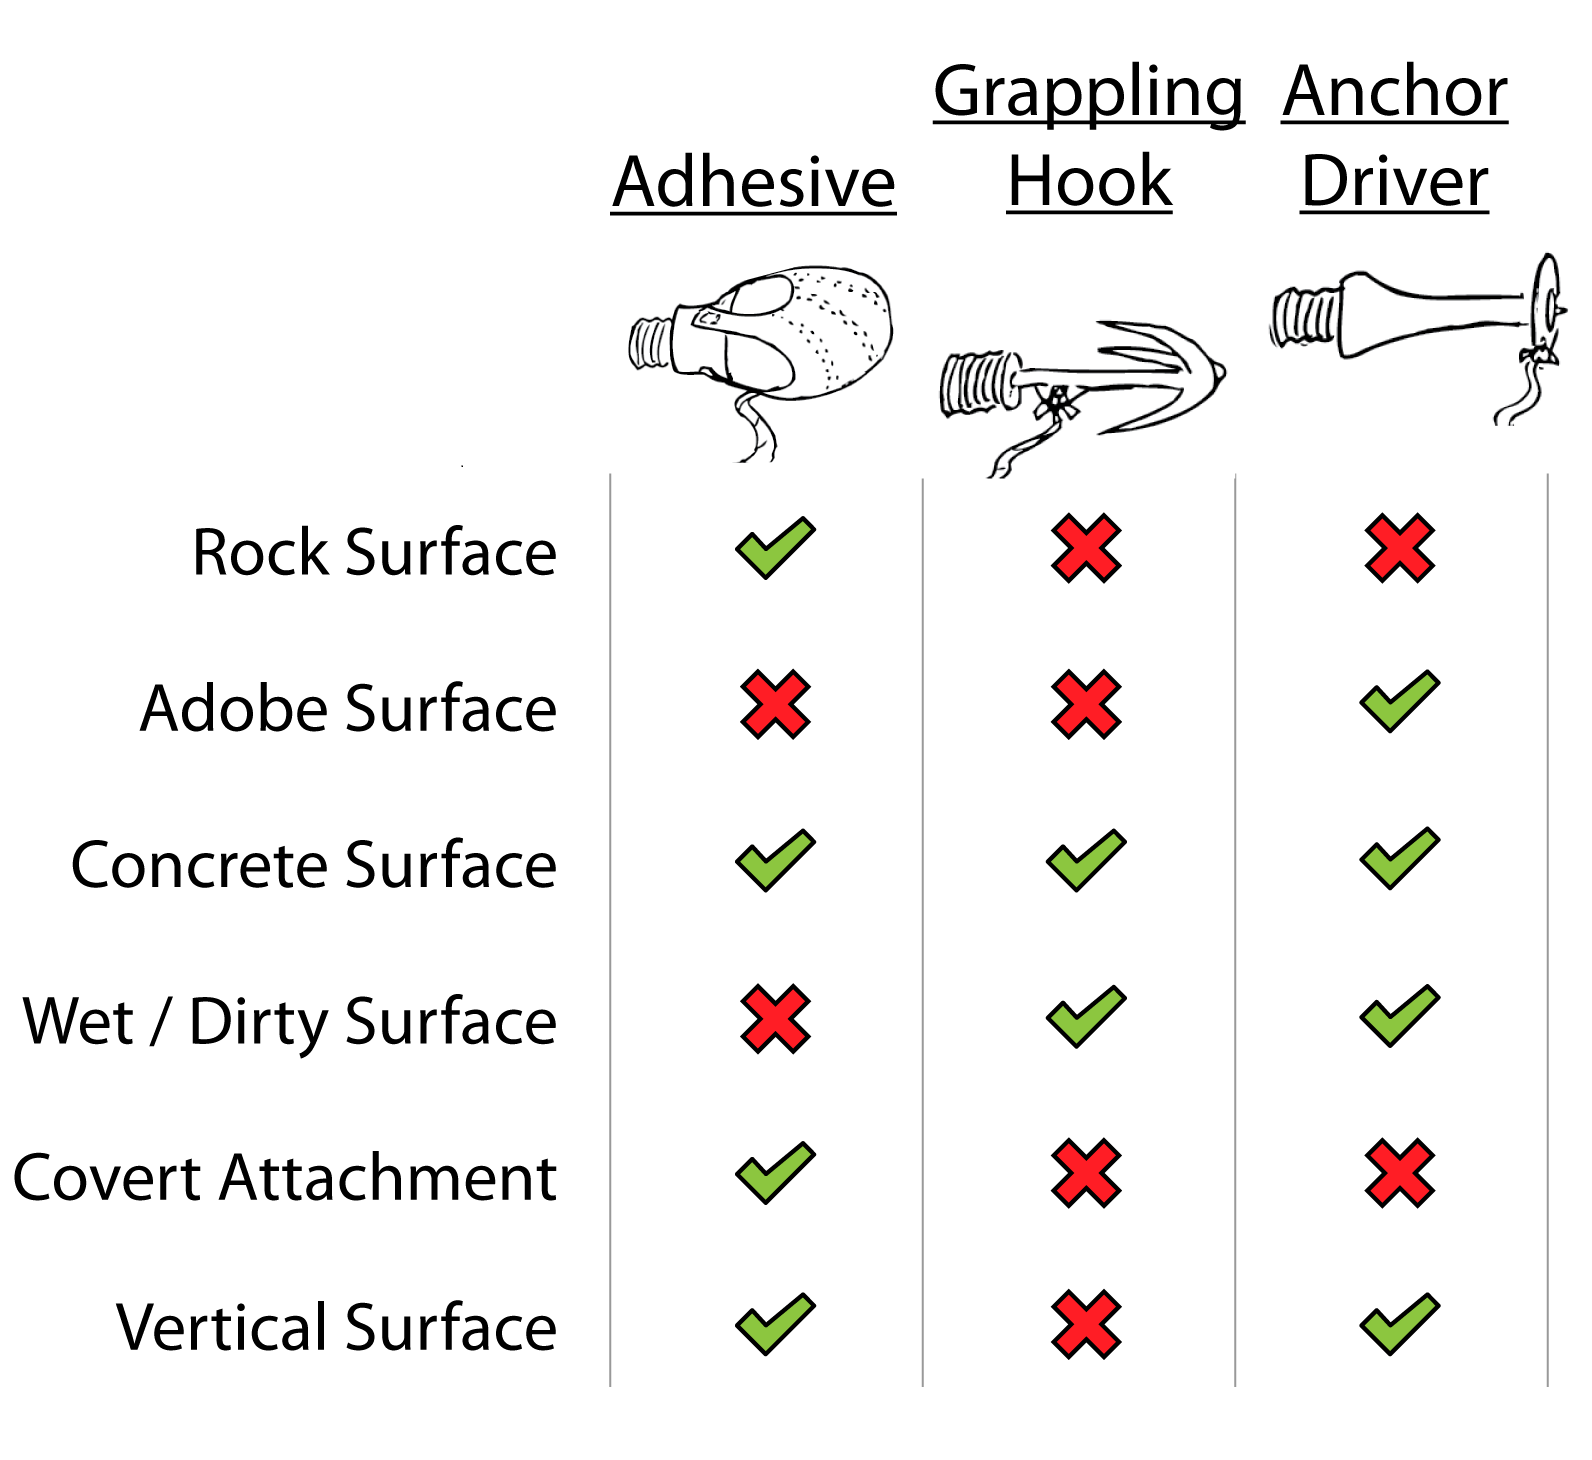 Grappling Anchor
Adhesive Hook Driver
Rock Surface
Adobe Surface
Concrete Surface
Wet / Dirty Surface
Covert Attachment
Vertical Surface